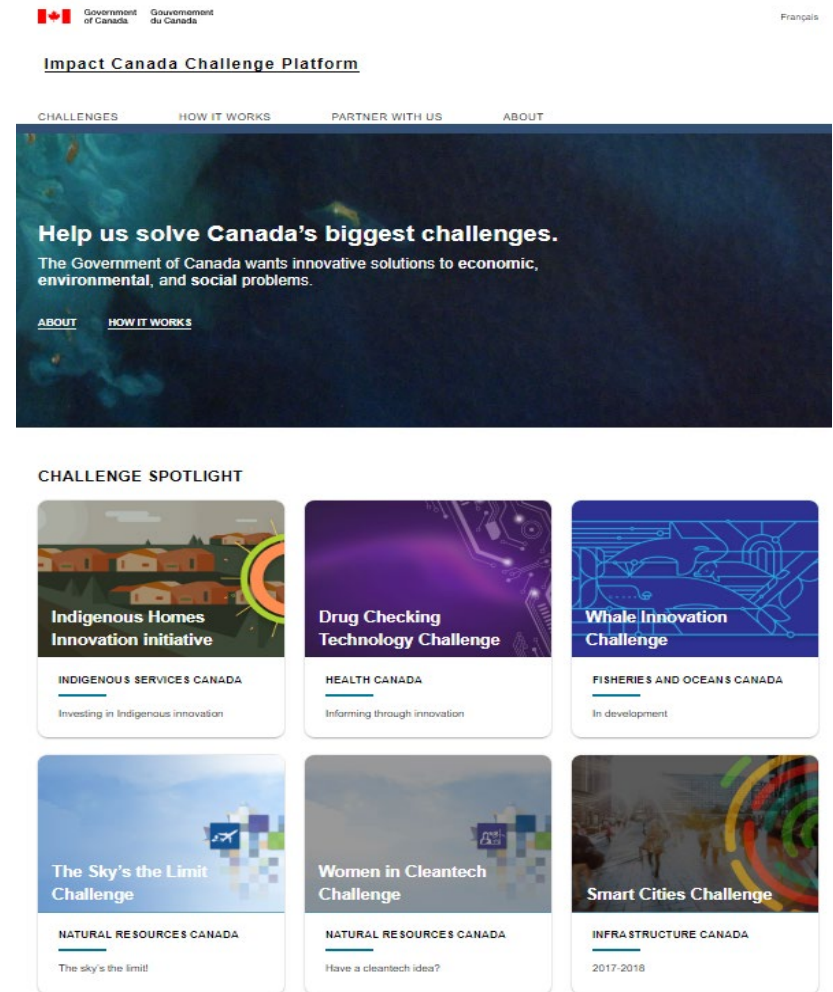 Government Gouvernement
of Canada du Canada
Français
Impact Canada Challenge Platform
CHALLENGES HOW IT WORKS PARTNER WITH US ABOUT
Help us solve Canada's biggest challenges.
The Government of Canada wants innovative solutions to economic,
environmental, and social problems.
ABOUT HOW IT WORKS
CHALLENGE SPOTLIGHT
Indigenous Homes
Innovation initiative
INDIGENOUS SERVICES CANADA
Investing in Indigenous innovation
Drug Checking
Technology Challenge
HEALTH CANADA
Informing through innovation
Whale Innovation
Challenge
FISHERIES AND OCEANS CANADA
In development
The Sky's the Limit
Challenge
NATURAL RESOURCES CANADA
The sky's the limit!
Women in Cleantech
Challenge
NATURAL RESOURCES CANADA
Have a cleantech idea?
Smart Cities Challenge
INFRASTRUCTURE CANADA
2017-2018